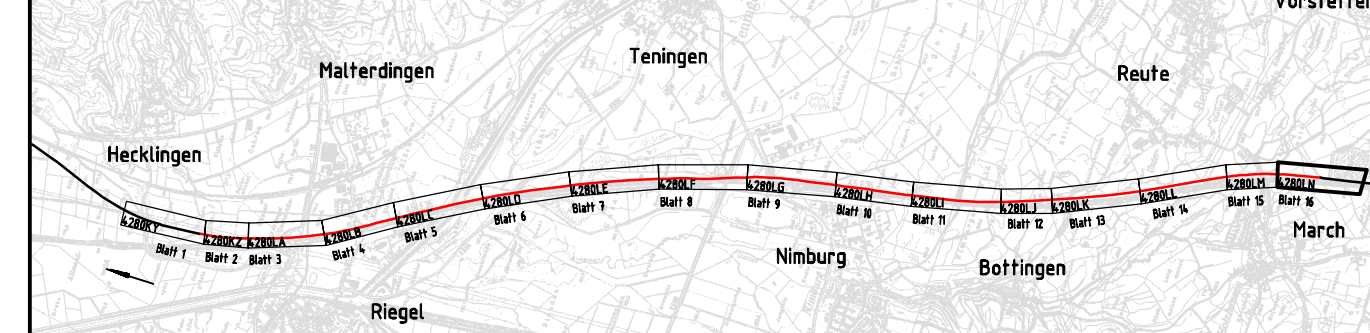 Vorstetten
Teningen
Malterdingen
Reute
Hecklingen
4280KY
4280KZ
4280LA
4280LB
4280LC
4280LD
4280LE
4280LF
4280LG
4280LH
4280LI
4280LJ
4280LK
4280LL
4280LM
4280LN
Blatt 1
Blatt 2
Blatt 3
Blatt 4
Blatt 5
Blatt 6
Blatt 7
Blatt 8
Blatt 9
Blatt 10
Blatt 11
Blatt 12
Blatt 13
Blatt 14
Blatt 15
Blatt 16
March
Nimburg
Bottingen
Riegel